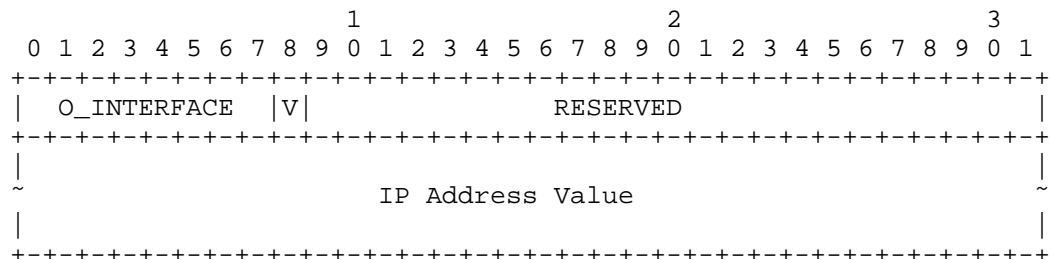 1                   2                   3
 0 1 2 3 4 5 6 7 8 9 0 1 2 3 4 5 6 7 8 9 0 1 2 3 4 5 6 7 8 9 0 1
+-+-+-+-+-+-+-+-+-+-+-+-+-+-+-+-+-+-+-+-+-+-+-+-+-+-+-+-+-+-+-+-+
|  O_INTERFACE  |V|               RESERVED                      |
+-+-+-+-+-+-+-+-+-+-+-+-+-+-+-+-+-+-+-+-+-+-+-+-+-+-+-+-+-+-+-+-+
|                                                               |
~                      IP Address Value                         ~
|                                                               |
+-+-+-+-+-+-+-+-+-+-+-+-+-+-+-+-+-+-+-+-+-+-+-+-+-+-+-+-+-+-+-+-+